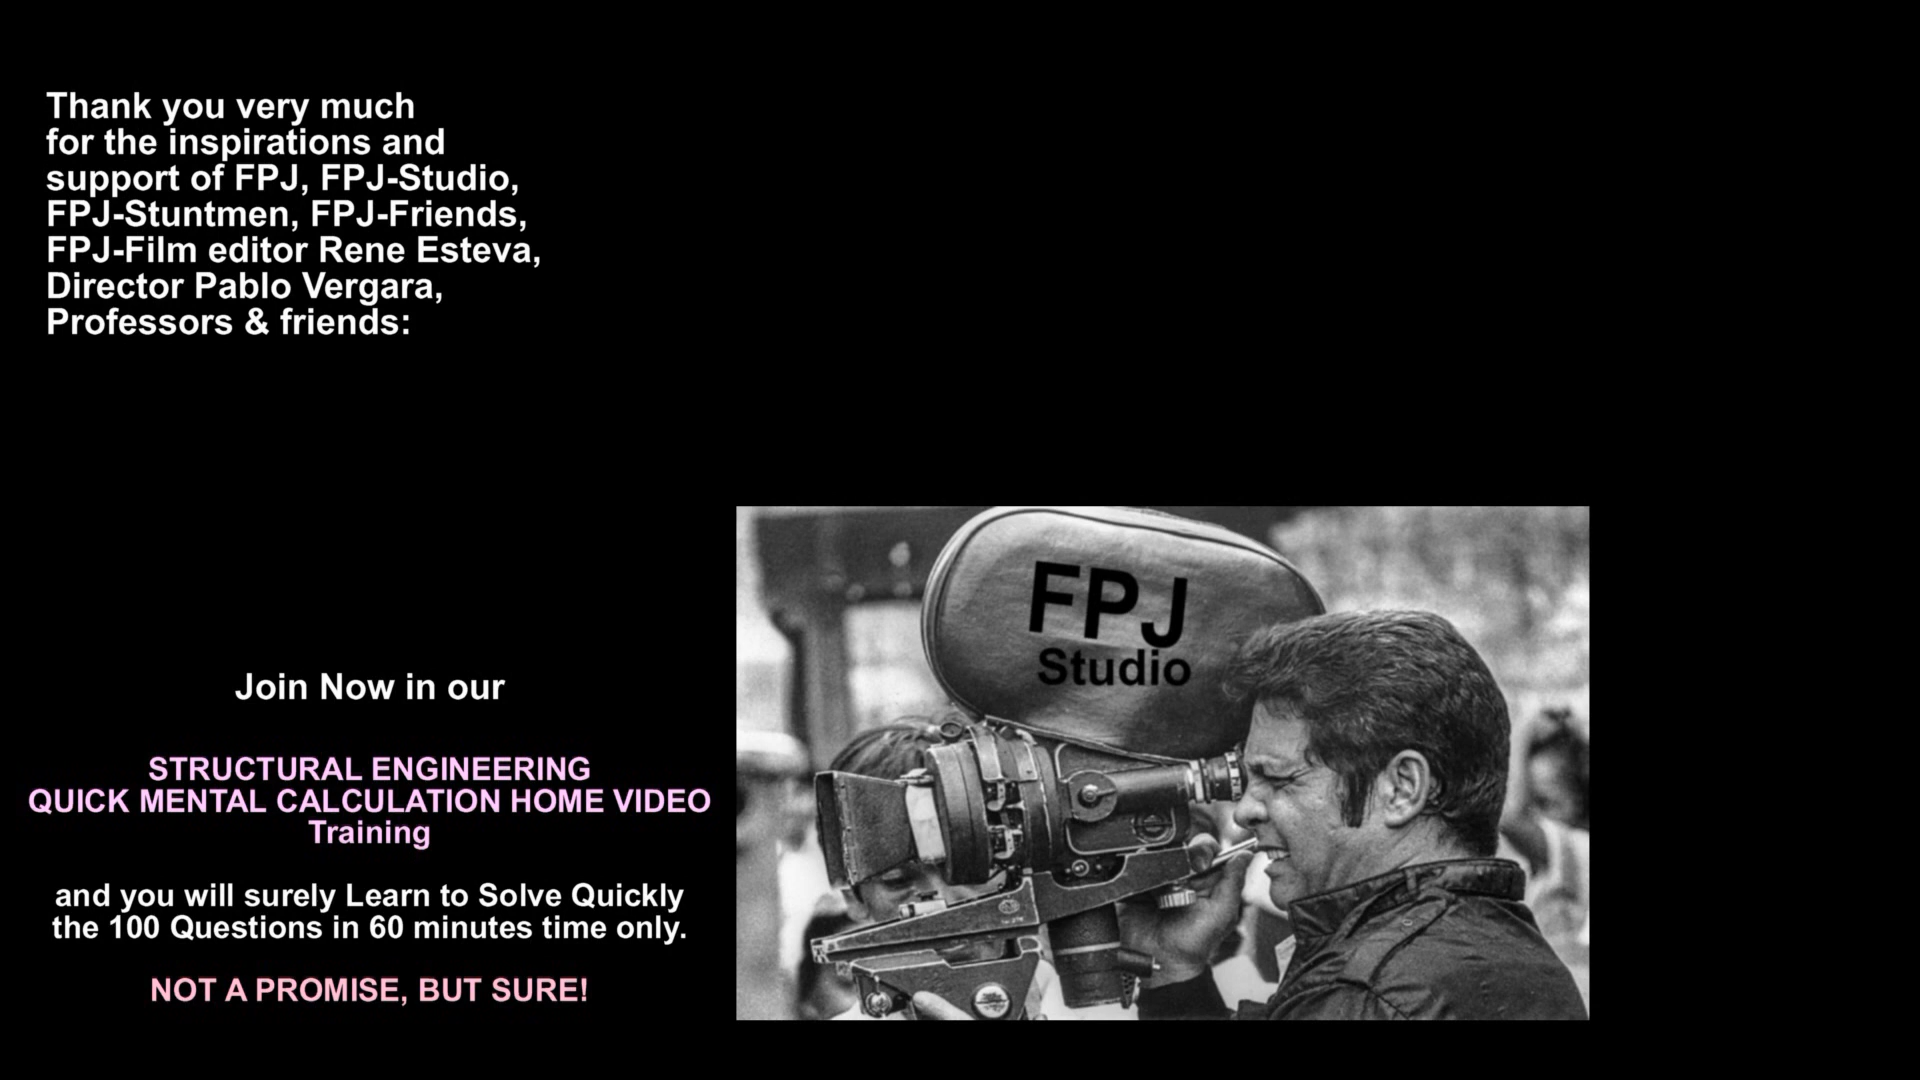 Thank you very much
for the inspirations and
support of FPJ, FPJ-Studio,
FPJ-Stuntmen, FPJ-Friends,
FPJ-Film editor Rene Esteva,
Director Pablo Vergara,
Professors & friends:
FPJ
Studio
Join Now in our
STRUCTURAL ENGINEERING
QUICK MENTAL CALCULATION HOME VIDEO
Training
and you will surely Learn to Solve Quickly
the 100 Questions in 60 minutes time only.
NOT A PROMISE, BUT SURE!